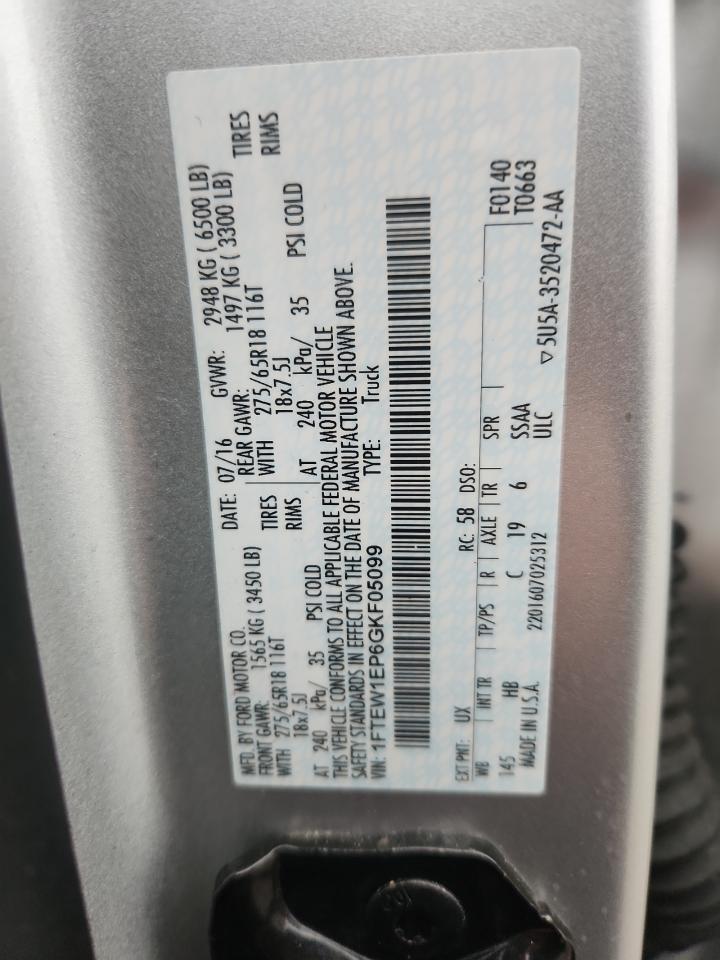 MFD. BY FORD MOTOR CO. DATE: 07/16 GVWR: 2948 KG ( 6500 LB)
FRONT GAWR: 1565 KG ( 3450 LB) REAR GAWR: 1497 KG ( 3300 LB)
WITH 275/65R18 116T TIRES WITH 275/65R18 116T TIRES
18x7.5J RIMS 18x7.5J RIMS
AT 240 kPa/ 35 PSI COLD AT 240 kPa/ 35 PSI COLD
THIS VEHICLE CONFORMS TO ALL APPLICABLE FEDERAL MOTOR VEHICLE
SAFETY STANDARDS IN EFFECT ON THE DATE OF MANUFACTURE SHOWN ABOVE.
VIN: 1FTEW1EP6GKF05099 TYPE: Truck
EXT PNT: UX RC: 58 DSO: F0140
WB INT TR TP/PS R AXLE TR SPR T0663
145 HB C 19 6 SSAA
MADE IN U.S.A. 2201607025312 ULC ▽ 5U5A-3520472-AA